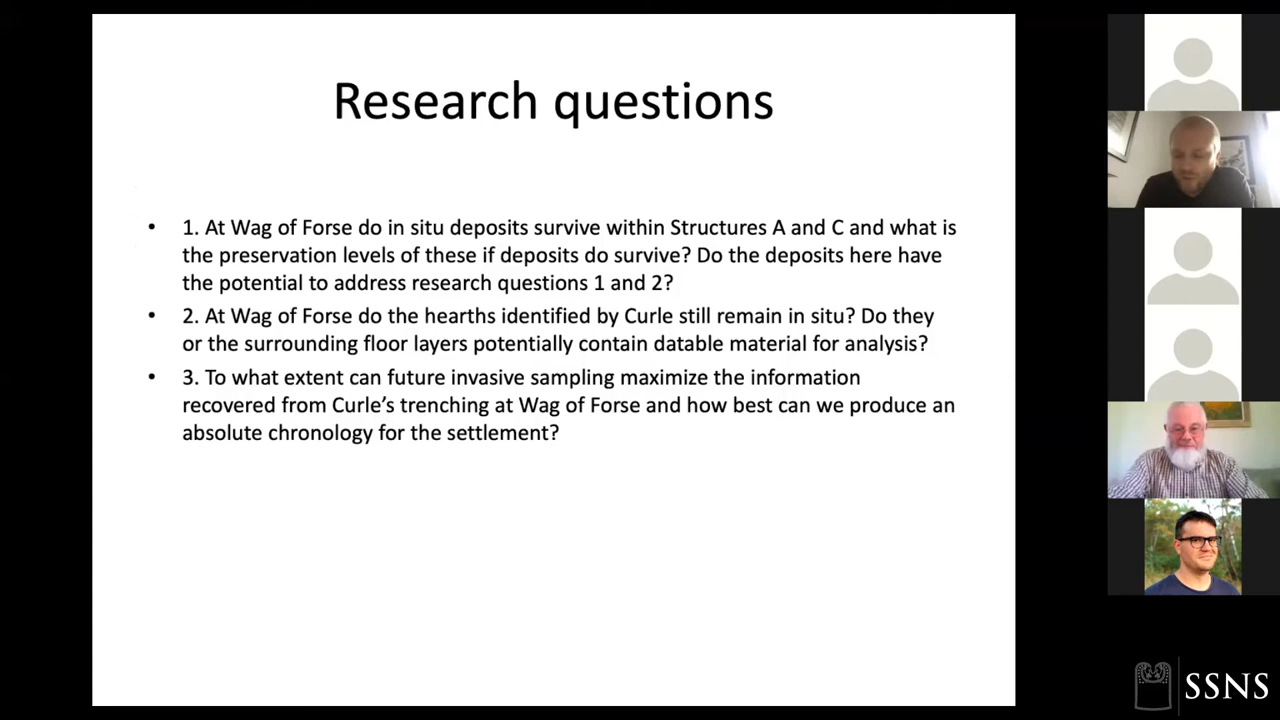 Research questions
• 1. At Wag of Forse do in situ deposits survive within Structures A and C and what is
the preservation levels of these if deposits do survive? Do the deposits here have
the potential to address research questions 1 and 2?
• 2. At Wag of Forse do the hearths identified by Curle still remain in situ? Do they
or the surrounding floor layers potentially contain datable material for analysis?
• 3. To what extent can future invasive sampling maximize the information
recovered from Curle’s trenching at Wag of Forse and how best can we produce an
absolute chronology for the settlement?
SSNS